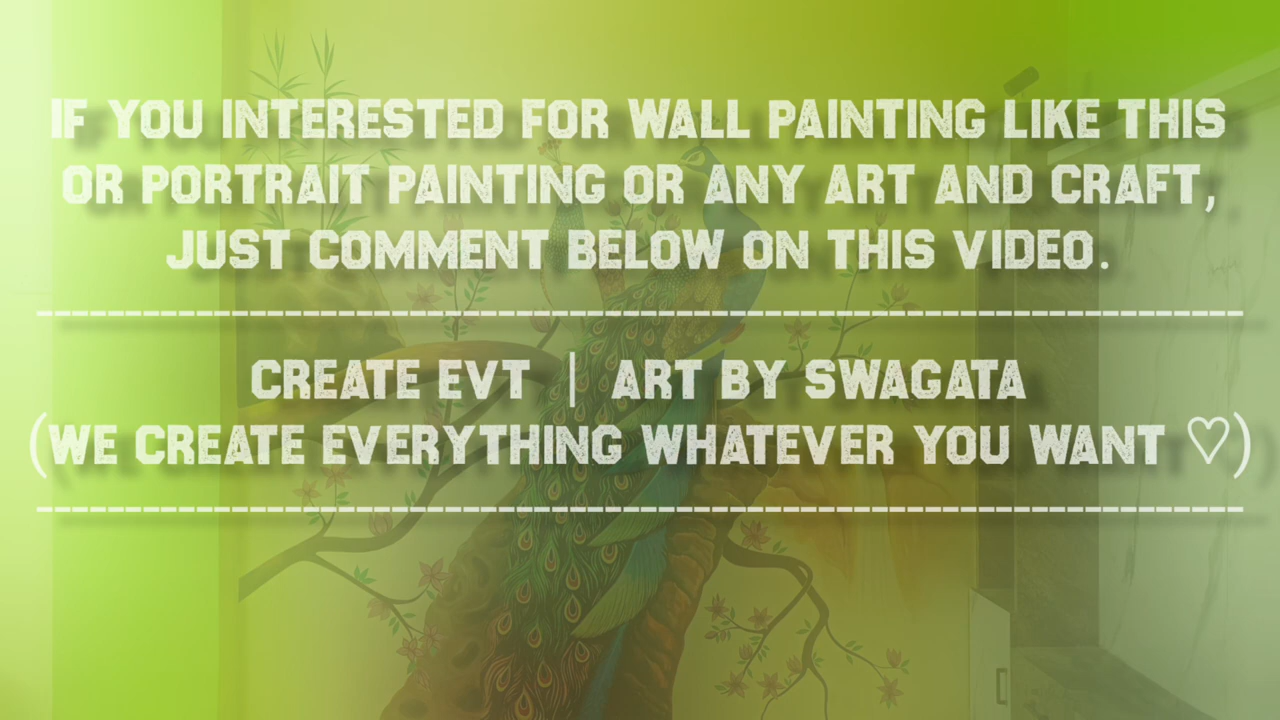 IF YOU INTERESTED FOR WALL PAINTING LIKE THIS
OR PORTRAIT PAINTING OR ANY ART AND CRAFT,
JUST COMMENT BELOW ON THIS VIDEO.
--------------------------------------------------------------
CREATE EVT | ART BY SWAGATA
(WE CREATE EVERYTHING WHATEVER YOU WANT ♡)
--------------------------------------------------------------